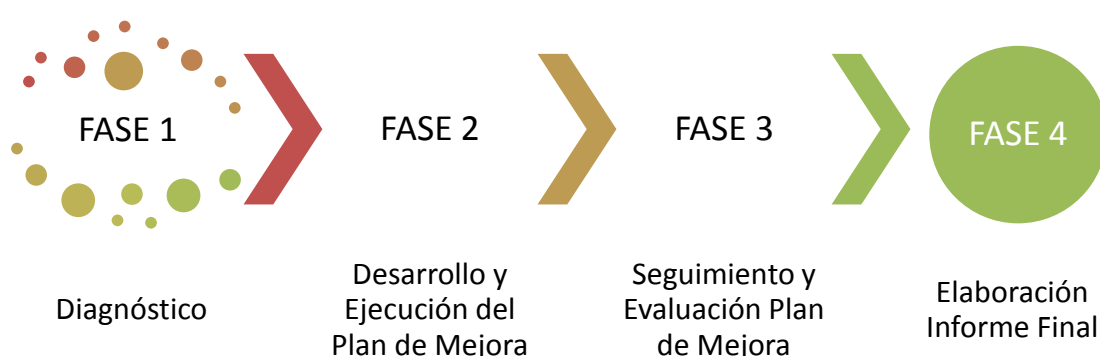 FASE 1
FASE 2
FASE 3
FASE 4
Diagnóstico
Desarrollo y
Ejecución del
Plan de Mejora
Seguimiento y
Evaluación Plan
de Mejora
Elaboración
Informe Final